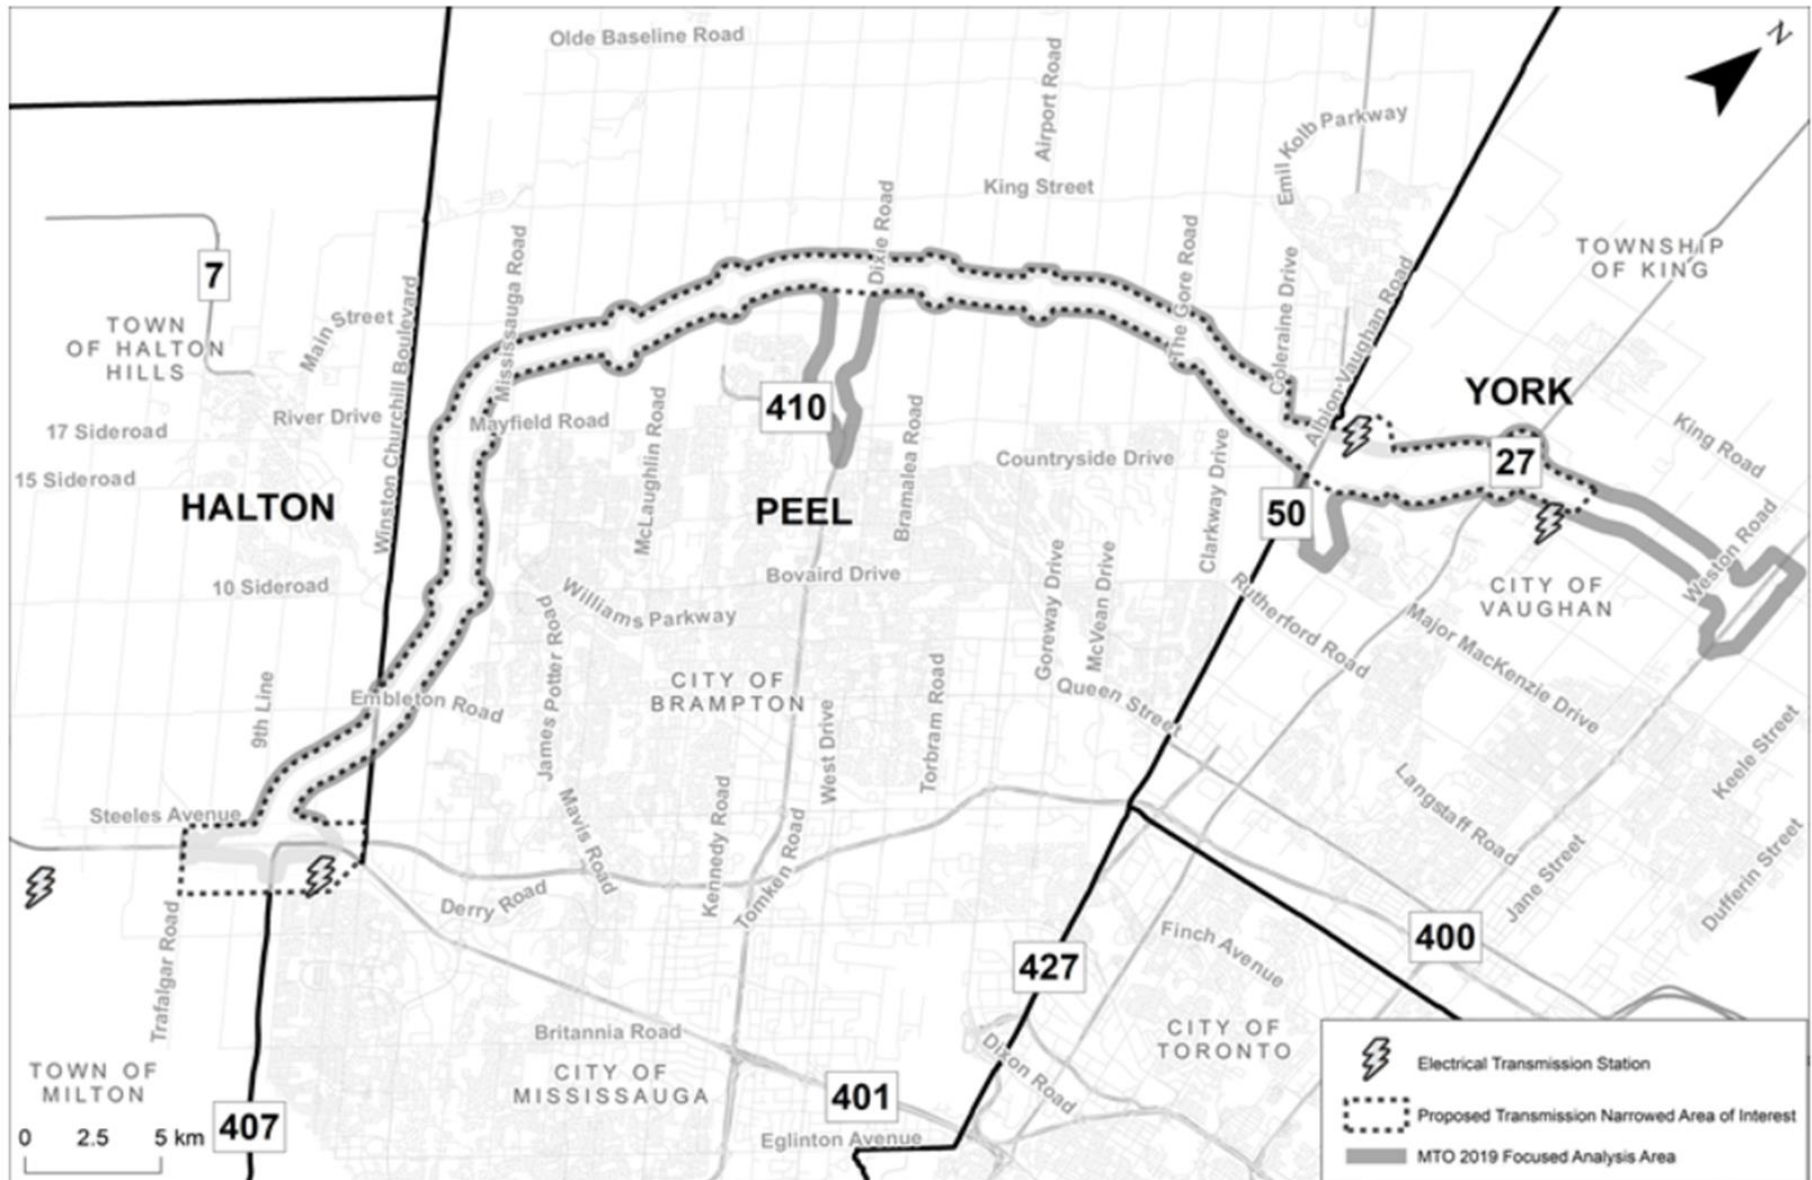 Olde Baseline Road
N
Airport Road
Emil Kolb Parkway
King Street
Dixie Road
TOWNSHIP
OF KING
7
Mississauga Road
The Gore Road
Coleraine Drive
Albion-Vaughan Road
Main Street
TOWN
OF HALTON
HILLS
Winston Churchill Boulevard
River Drive
17 Sideroad
15 Sideroad
Mayfield Road
410
McLaughlin Road
Bramalea Road
Countryside Drive
Clarkway Drive
YORK
27
King Road
HALTON
PEEL
50
Weston Road
10 Sideroad
Bovaird Drive
Williams Parkway
James Potter Road
Goreway Drive
McVean Drive
Rutherford Road
CITY OF
VAUGHAN
Major MacKenzie Drive
9th Line
Embleton Road
CITY OF
BRAMPTON
West Drive
Torbram Road
Queen Street
Keele Street
Steeles Avenue
Mavis Road
Kennedy Road
Tomken Road
Langstaff Road
Jane Street
Dufferin Street
Derry Road
Trafalgar Road
Finch Avenue
400
427
Britannia Road
CITY OF
MISSISSAUGA
CITY OF
TORONTO
Dixon Road
TOWN OF
MILTON
401
407
Eglinton Avenue
0 2.5 5 km
Electrical Transmission Station
Proposed Transmission Narrowed Area of Interest
MTO 2019 Focused Analysis Area